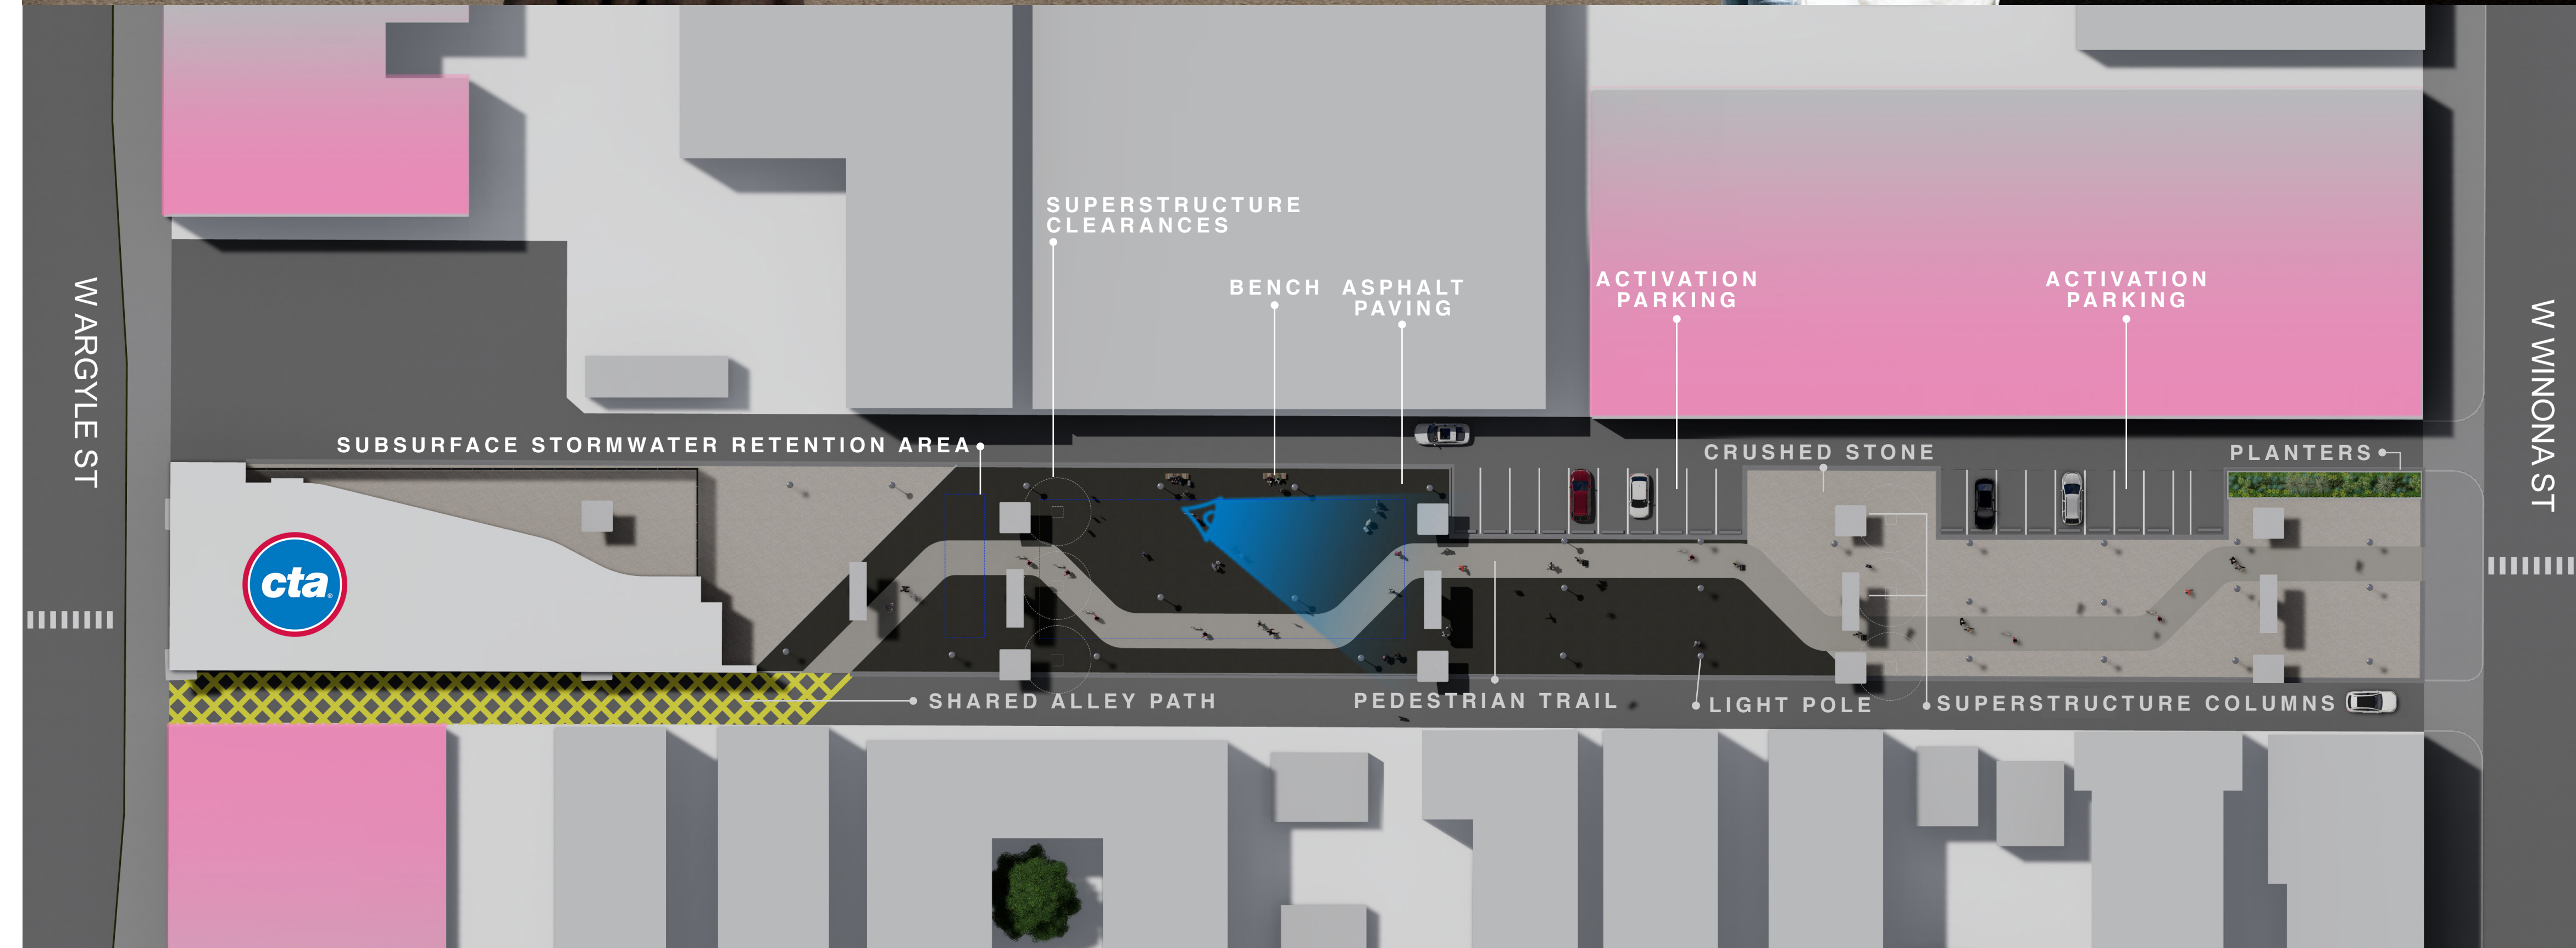 W ARGYLE ST
SUPERSTRUCTURE
CLEARANCES
BENCH
ASPHALT
PAVING
ACTIVATION
PARKING
ACTIVATION
PARKING
W WINONA ST
SUBSURFACE STORMWATER RETENTION AREA
CRUSHED STONE
PLANTERS
cta
SHARED ALLEY PATH
PEDESTRIAN TRAIL
LIGHT POLE
SUPERSTRUCTURE COLUMNS